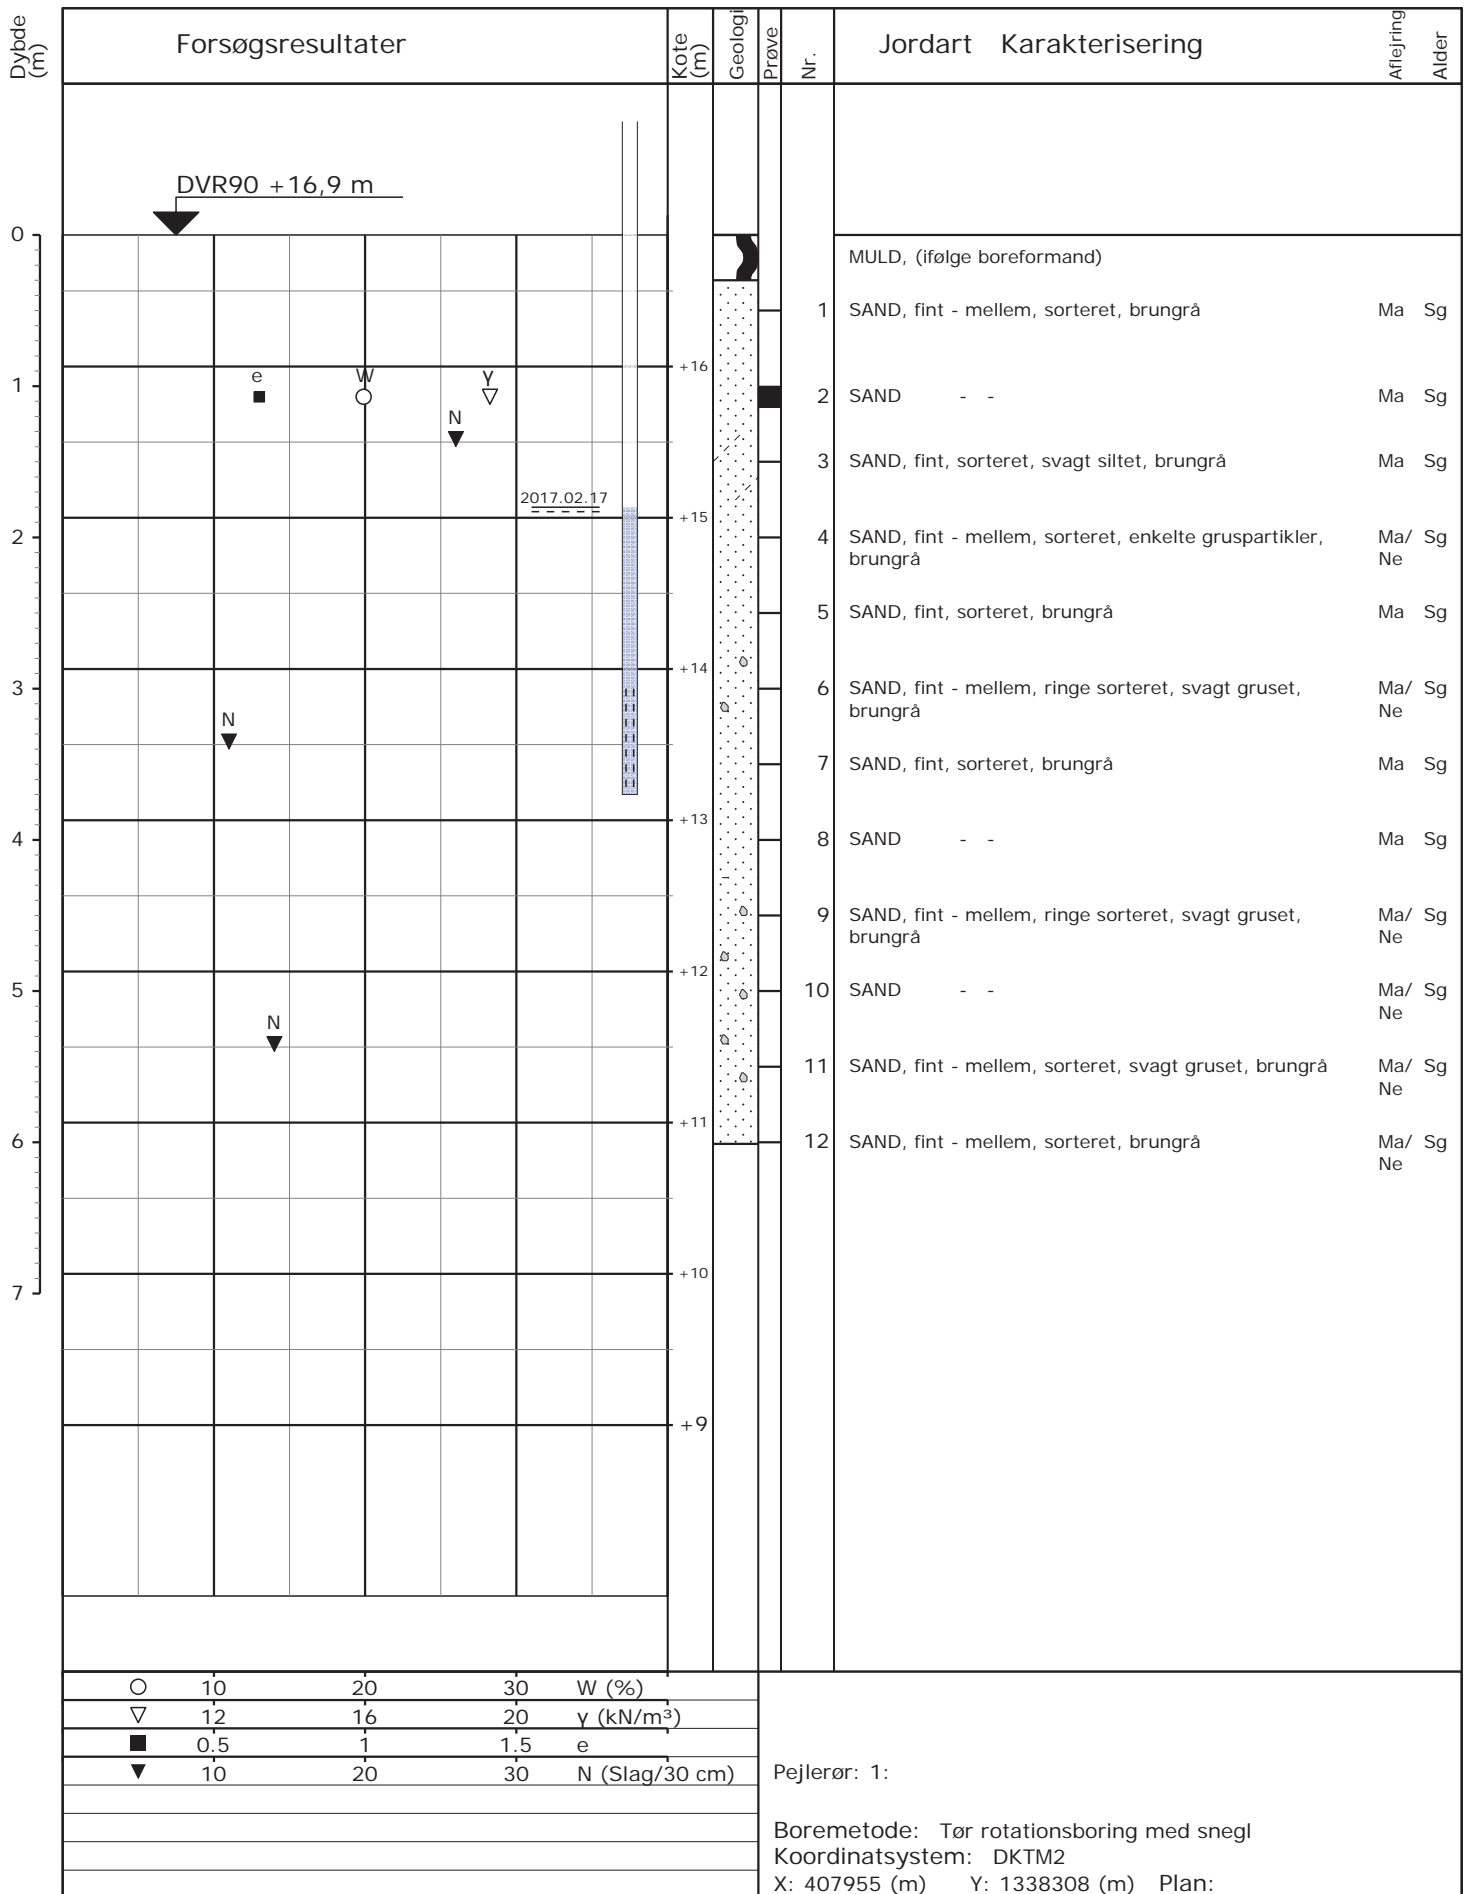 Dybde (m)
Forsøgsresultater
Kote (m)
Geologi
Prøve
Nr.
Jordart Karakterisering
Aflejring
Alder
DVR90 +16,9 m
0
MULD, (ifølge boreformand)
1 SAND, fint - mellem, sorteret, brungrå Ma Sg
+16
1
e W γ
2 SAND - - Ma Sg
N
3 SAND, fint, sorteret, svagt siltet, brungrå Ma Sg
2017.02.17
+15
2
4 SAND, fint - mellem, sorteret, enkelte gruspartikler, Ma/ Sg
brungrå Ne
5 SAND, fint, sorteret, brungrå Ma Sg
+14
3
6 SAND, fint - mellem, ringe sorteret, svagt gruset, Ma/ Sg
brungrå Ne
N
7 SAND, fint, sorteret, brungrå Ma Sg
+13
4
8 SAND - - Ma Sg
9 SAND, fint - mellem, ringe sorteret, svagt gruset, Ma/ Sg
brungrå Ne
+12
5
10 SAND - - Ma/ Sg
Ne
N
11 SAND, fint - mellem, sorteret, svagt gruset, brungrå Ma/ Sg
Ne
+11
6
12 SAND, fint - mellem, sorteret, brungrå Ma/ Sg
Ne
+10
7
+9
10 20 30 W (%)
12 16 20 γ (kN/m³)
0.5 1 1.5 e
10 20 30 N (Slag/30 cm)
Pejlerør: 1:
Boremetode: Tør rotationsboring med snegl
Koordinatsystem: DKTM2
X: 407955 (m) Y: 1338308 (m) Plan: